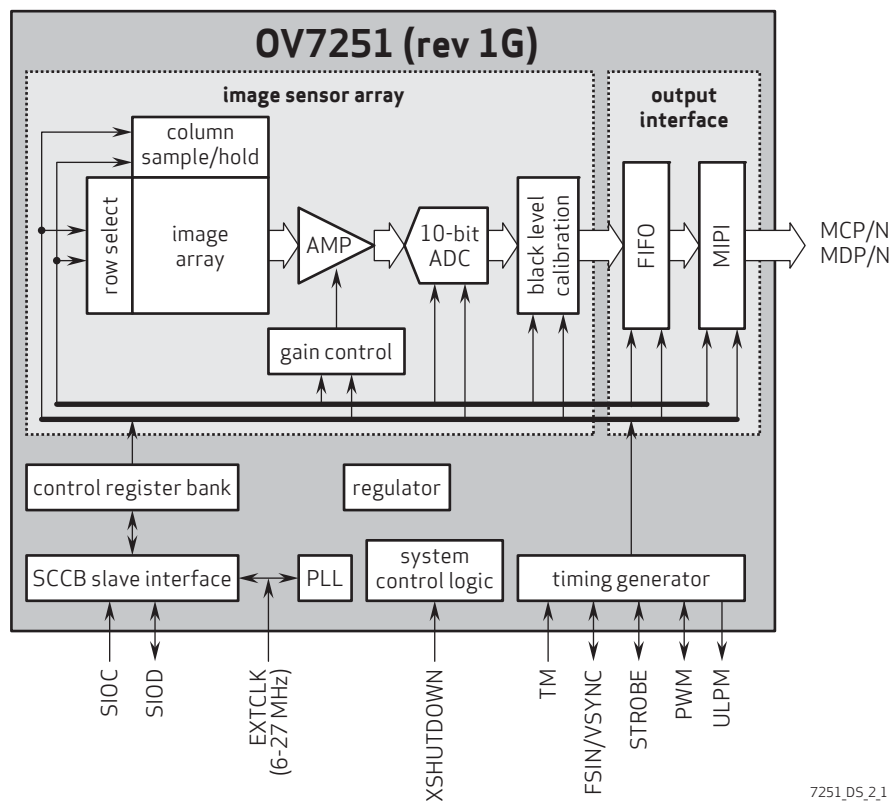 OV7251 (rev 1G)
image sensor array
output
interface
column
sample/hold
row select
image
array
AMP
10-bit
ADC
black level
calibration
FIFO
MIPI
MCP/N
MDP/N
gain control
control register bank
regulator
SCCB slave interface
PLL
system
control logic
timing generator
SIOC
SIOD
EXTCLK
(6-27 MHz)
XSHUTDOWN
TM
FSIN/VSYNC
STROBE
PWM
ULPM
7251_DS_2_1